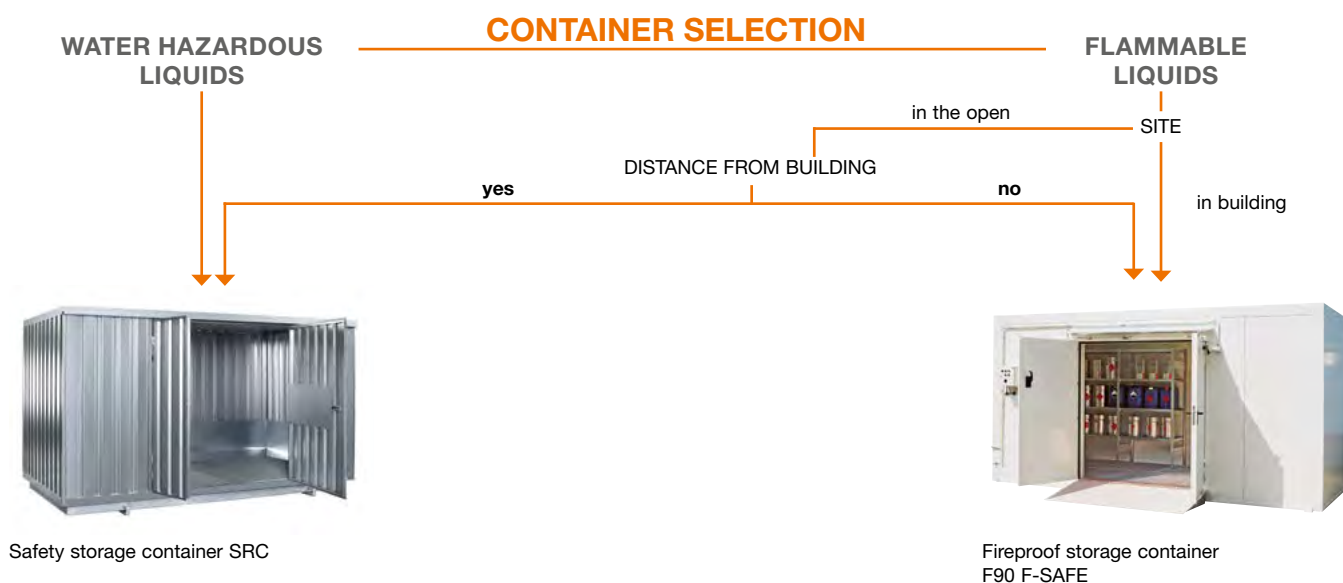 CONTAINER SELECTION
WATER HAZARDOUS
LIQUIDS
FLAMMABLE
LIQUIDS
in the open
SITE
DISTANCE FROM BUILDING
yes
no
in building
Safety storage container SRC
Fireproof storage container
F90 F-SAFE